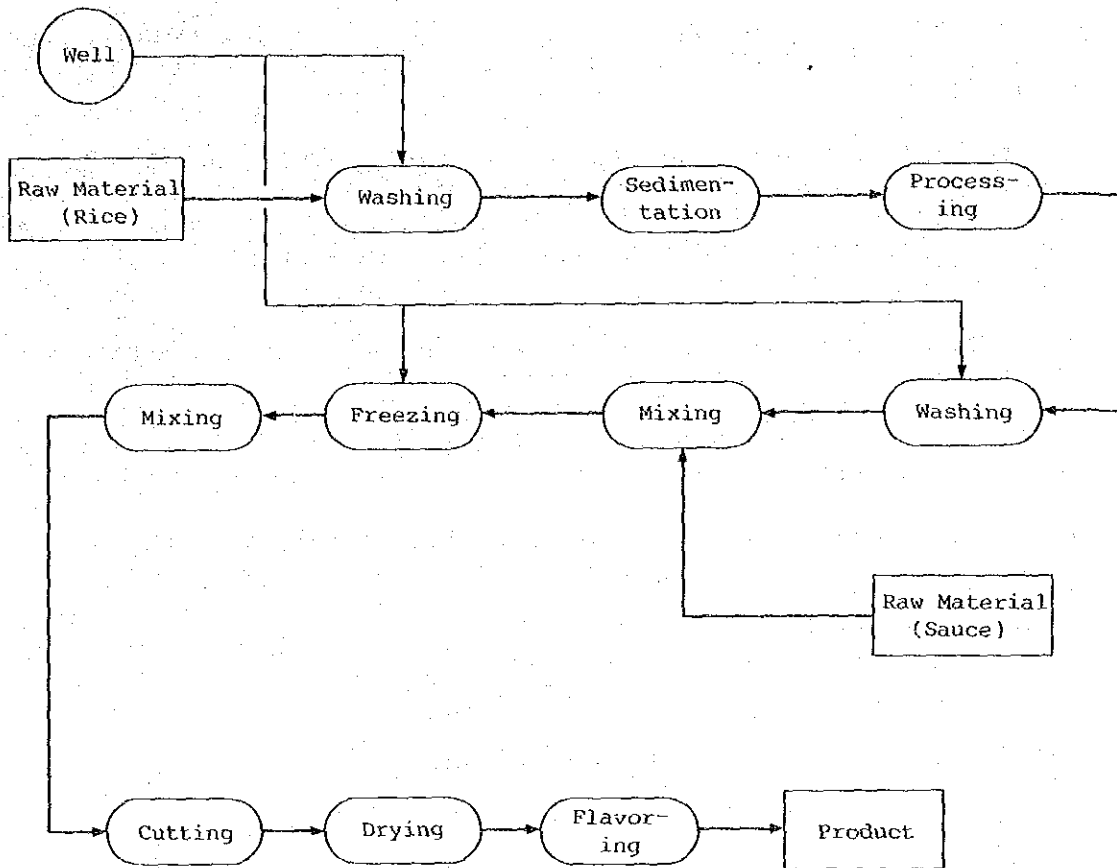 Well
Raw Material
(Rice)
Washing
Sedimen-
tation
Process-
ing
Mixing
Freezing
Mixing
Washing
Raw Material
(Sauce)
Cutting
Drying
Flavor-
ing
Product